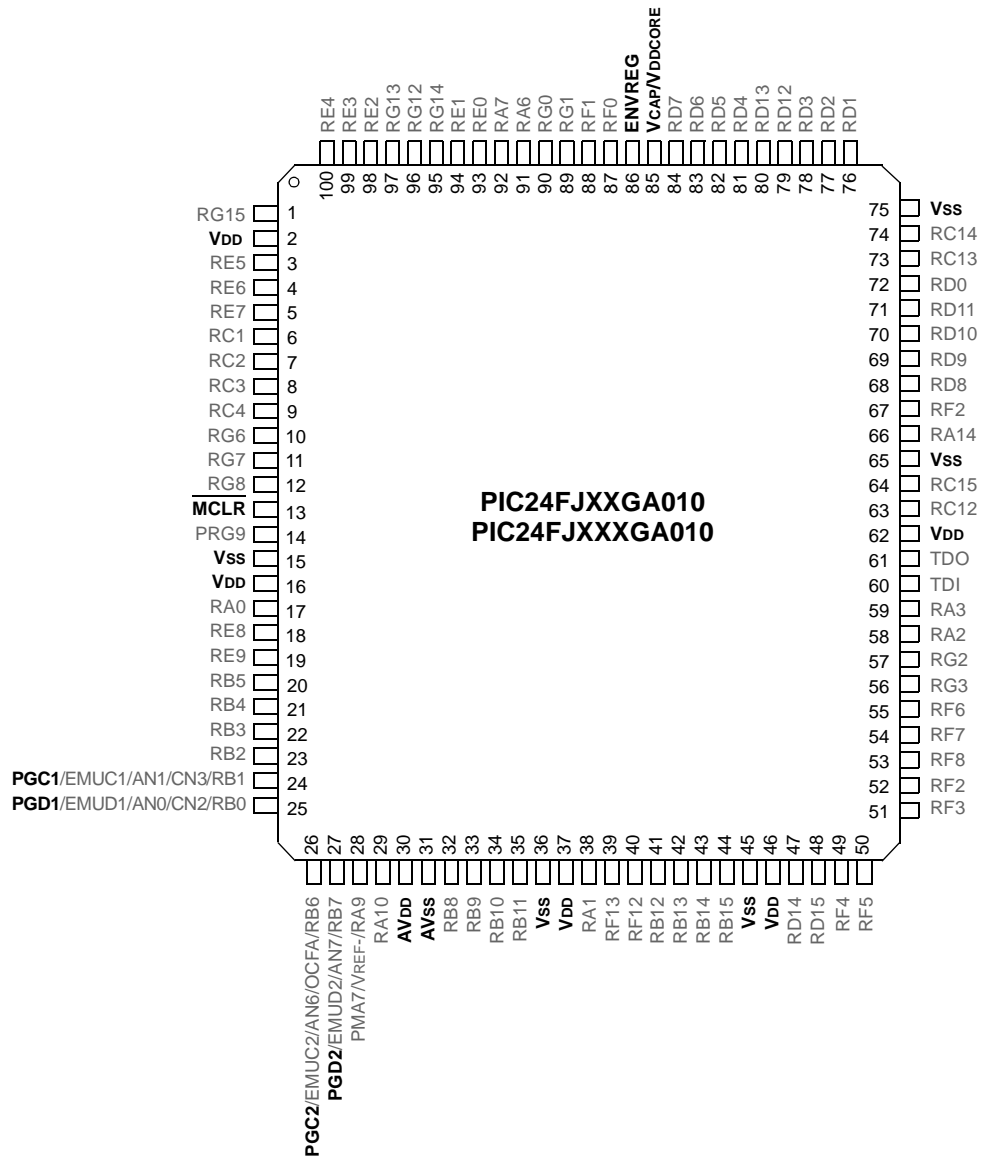 RE4
RE3
RE2
RG13
RG12
RG14
RE1
RE0
RA7
RA6
RG0
RG1
RF1
RF0
ENVREG
VCAP/VDDCORE
RD7
RD6
RD5
RD4
RD13
RD12
RD3
RD2
RD1
100
99
98
97
96
95
94
93
92
91
90
89
88
87
86
85
84
83
82
81
80
79
78
77
76
RG15 1
VDD 2
RE5 3
RE6 4
RE7 5
RC1 6
RC2 7
RC3 8
RC4 9
RG6 10
RG7 11
RG8 12
MCLR 13
PRG9 14
VSS 15
VDD 16
RA0 17
RE8 18
RE9 19
RB5 20
RB4 21
RB3 22
RB2 23
PGC1/EMUC1/AN1/CN3/RB1 24
PGD1/EMUD1/AN0/CN2/RB0 25
PIC24FJXXGA010
PIC24FJXXXGA010
75 VSS
74 RC14
73 RC13
72 RD0
71 RD11
70 RD10
69 RD9
68 RD8
67 RF2
66 RA14
65 VSS
64 RC15
63 RC12
62 VDD
61 TDO
60 TDI
59 RA3
58 RA2
57 RG2
56 RG3
55 RF6
54 RF7
53 RF8
52 RF2
51 RF3
26
27
28
29
30
31
32
33
34
35
36
37
38
39
40
41
42
43
44
45
46
47
48
49
50
PGC2/EMUC2/AN6/OCFA/RB6
PGD2/EMUD2/AN7/RB7
PMA7/VREF-/RA9
RA10
AVDD
AVSS
RB8
RB9
RB10
RB11
VSS
VDD
RA1
RF13
RF12
RB12
RB13
RB14
RB15
VSS
VDD
RD14
RD15
RF4
RF5